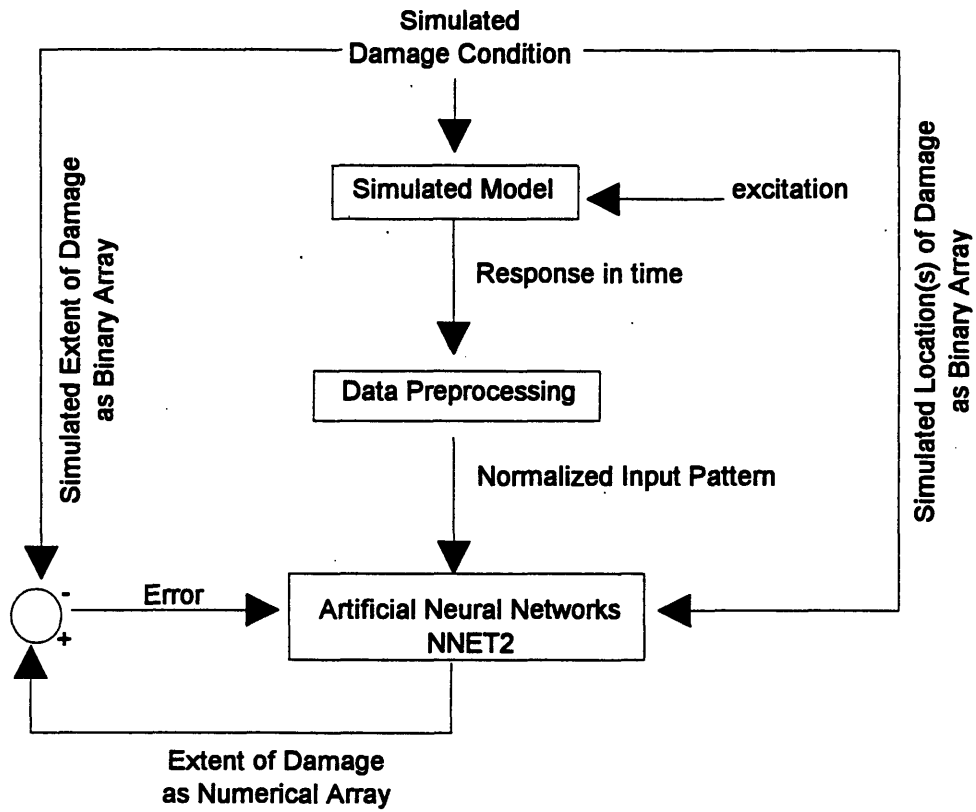 Simulated
Damage Condition
Simulated Model
excitation
Response in time
Simulated Extent of Damage
as Binary Array
Simulated Location(s) of Damage
as Binary Array
Data Preprocessing
Normalized Input Pattern
-
+
Error
Artificial Neural Networks
NNET2
Extent of Damage
as Numerical Array